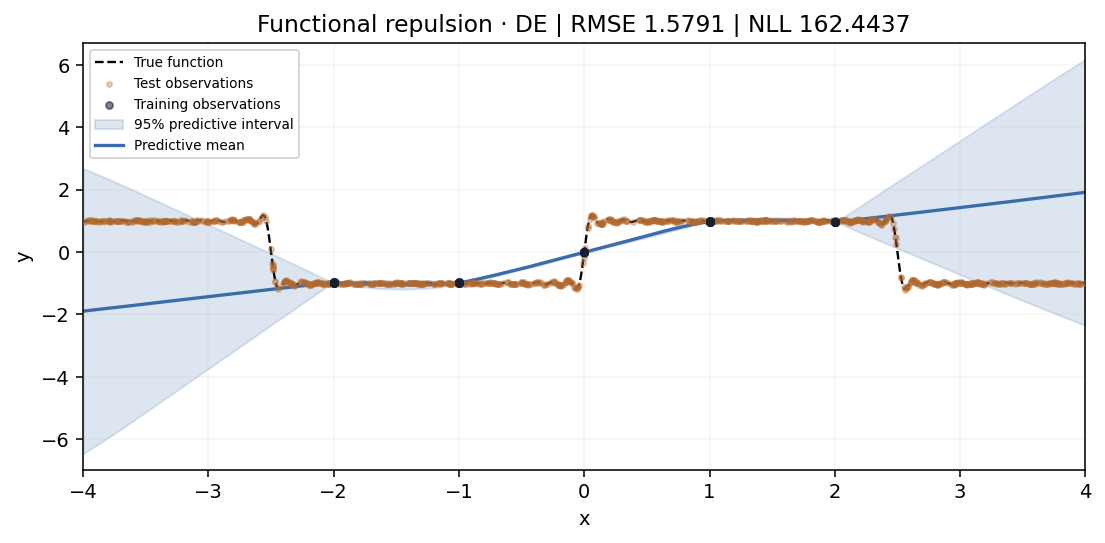 Functional repulsion · DE | RMSE 1.5791 | NLL 162.4437
True function
Test observations
Training observations
95% predictive interval
Predictive mean
6
4
2
0
−2
−4
−6
y
−4 −3 −2 −1 0 1 2 3 4
x